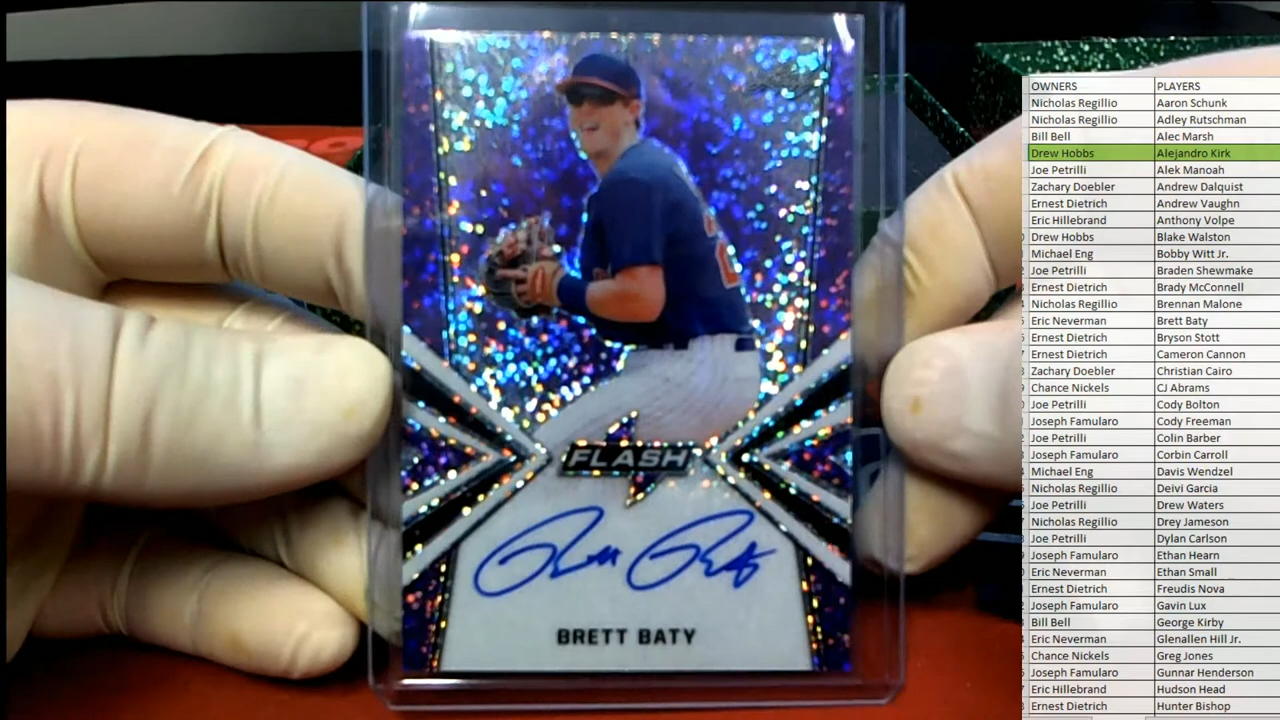 FLASH
BRETT BATY
OWNERS PLAYERS
Nicholas Regillio Aaron Schunk
Nicholas Regillio Adley Rutschman
Bill Bell Alec Marsh
Drew Hobbs Alejandro Kirk
Joe Petrilli Alek Manoah
Zachary Doebler Andrew Dalquist
Ernest Dietrich Andrew Vaughn
Eric Hillebrand Anthony Volpe
Drew Hobbs Blake Walston
Michael Eng Bobby Witt Jr.
Joe Petrilli Braden Shewmake
Ernest Dietrich Brady McConnell
Nicholas Regillio Brennan Malone
Eric Neverman Brett Baty
Ernest Dietrich Bryson Stott
Ernest Dietrich Cameron Cannon
Zachary Doebler Christian Cairo
Chance Nickels CJ Abrams
Joe Petrilli Cody Bolton
Joseph Famularo Cody Freeman
Joe Petrilli Colin Barber
Joseph Famularo Corbin Carroll
Michael Eng Davis Wendzel
Nicholas Regillio Deivi Garcia
Joe Petrilli Drew Waters
Nicholas Regillio Drey Jameson
Joe Petrilli Dylan Carlson
Joseph Famularo Ethan Hearn
Eric Neverman Ethan Small
Ernest Dietrich Freudis Nova
Joseph Famularo Gavin Lux
Bill Bell George Kirby
Eric Neverman Glenallen Hill Jr.
Chance Nickels Greg Jones
Joseph Famularo Gunnar Henderson
Eric Hillebrand Hudson Head
Ernest Dietrich Hunter Bishop